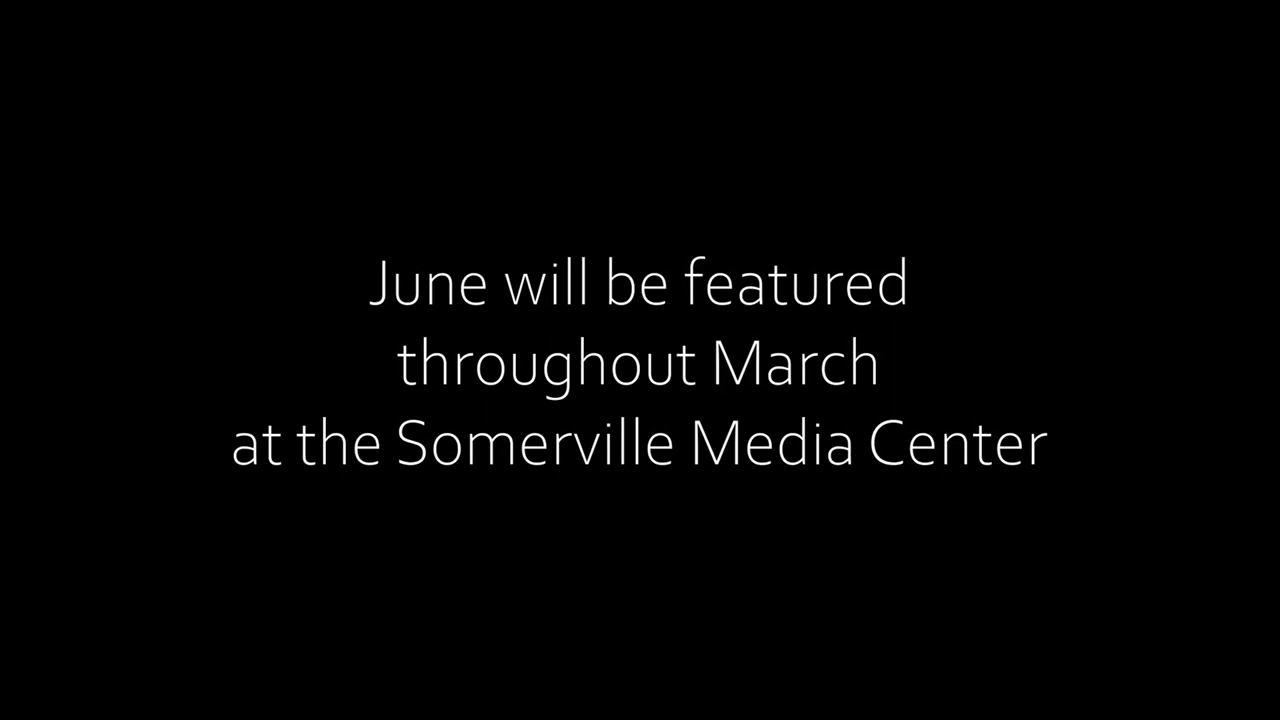 June will be featured
throughout March
at the Somerville Media Center